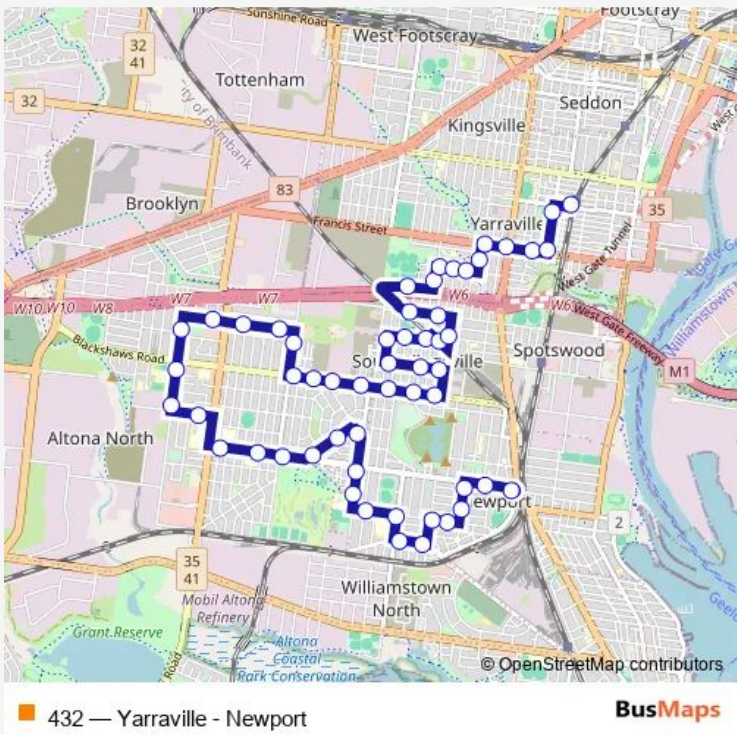 Footscray
Sunshine Road
West Footscray
32
41
Tottenham
32
Seddon
Kingsville
City of Brimbank
83
Brooklyn
35
Francis Street
Yarraville
West Gate Tunnel
W10 W10 W8
W7
W7
W6
W6
West Gate Freeway
Williamstown
Blackshaws Road
Spotswood
M1
Altona North
ewport
2
35
41
Williamstown
North
Mobil Altona
Refinery
Grant Reserve
Altona
Coastal
Park Conservation
Road
© OpenStreetMap contributors
432 — Yarraville - Newport
BusMaps